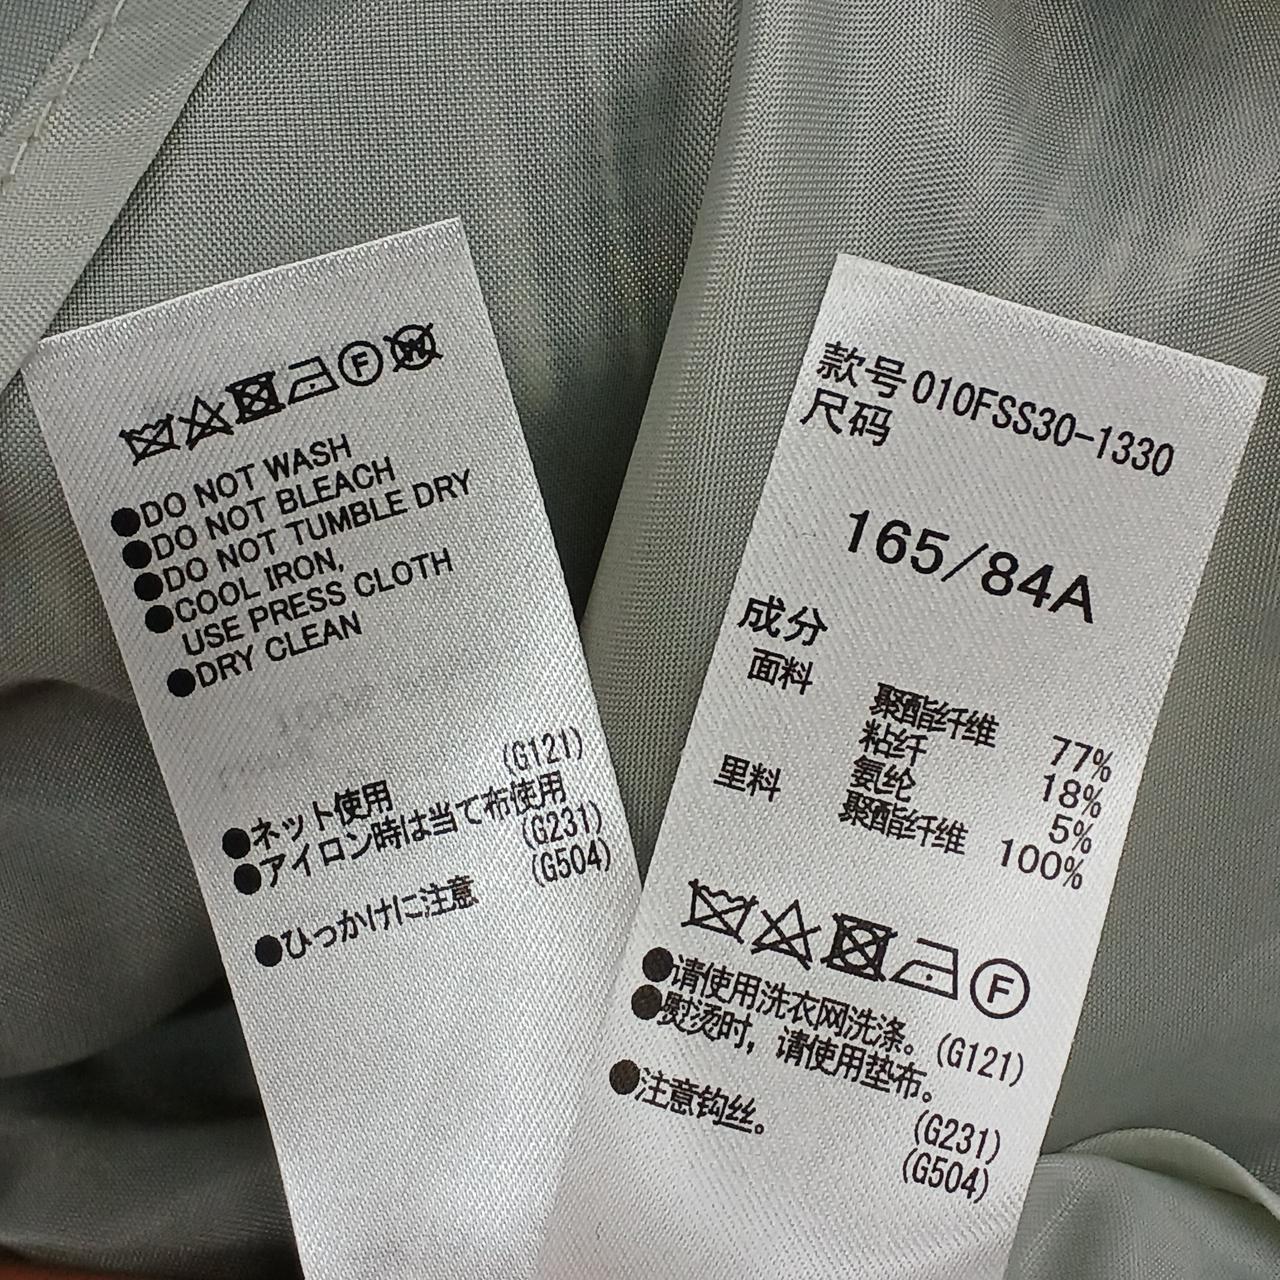 W
F
DO NOT WASH
DO NOT BLEACH
DO NOT TUMBLE DRY
COOL IRON,
USE PRESS CLOTH
DRY CLEAN
(G121)
ネット使用
アイロン時は当て布使用
(G231)
(G504)
ひっかけに注意
款号 010FSS30-1330
尺码
165/84A
成分
面料
聚酯纤维 77%
粘纤 18%
氨纶 5%
里料 聚酯纤维 100%
F
请使用洗衣网洗涤。(G121)
熨烫时，请使用垫布。
(G231)
(G504)
注意钩丝。